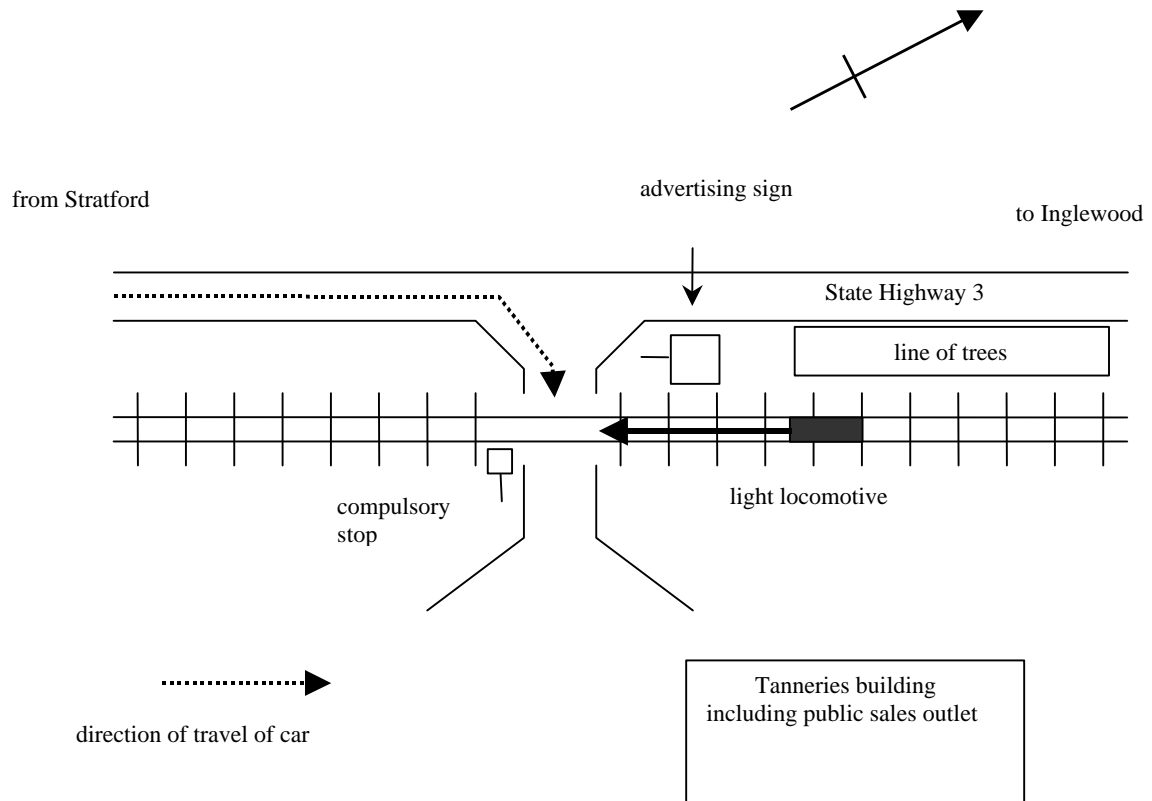 from Stratford
advertising sign
to Inglewood
State Highway 3
line of trees
compulsory
stop
light locomotive
direction of travel of car
Tanneries building
including public sales outlet